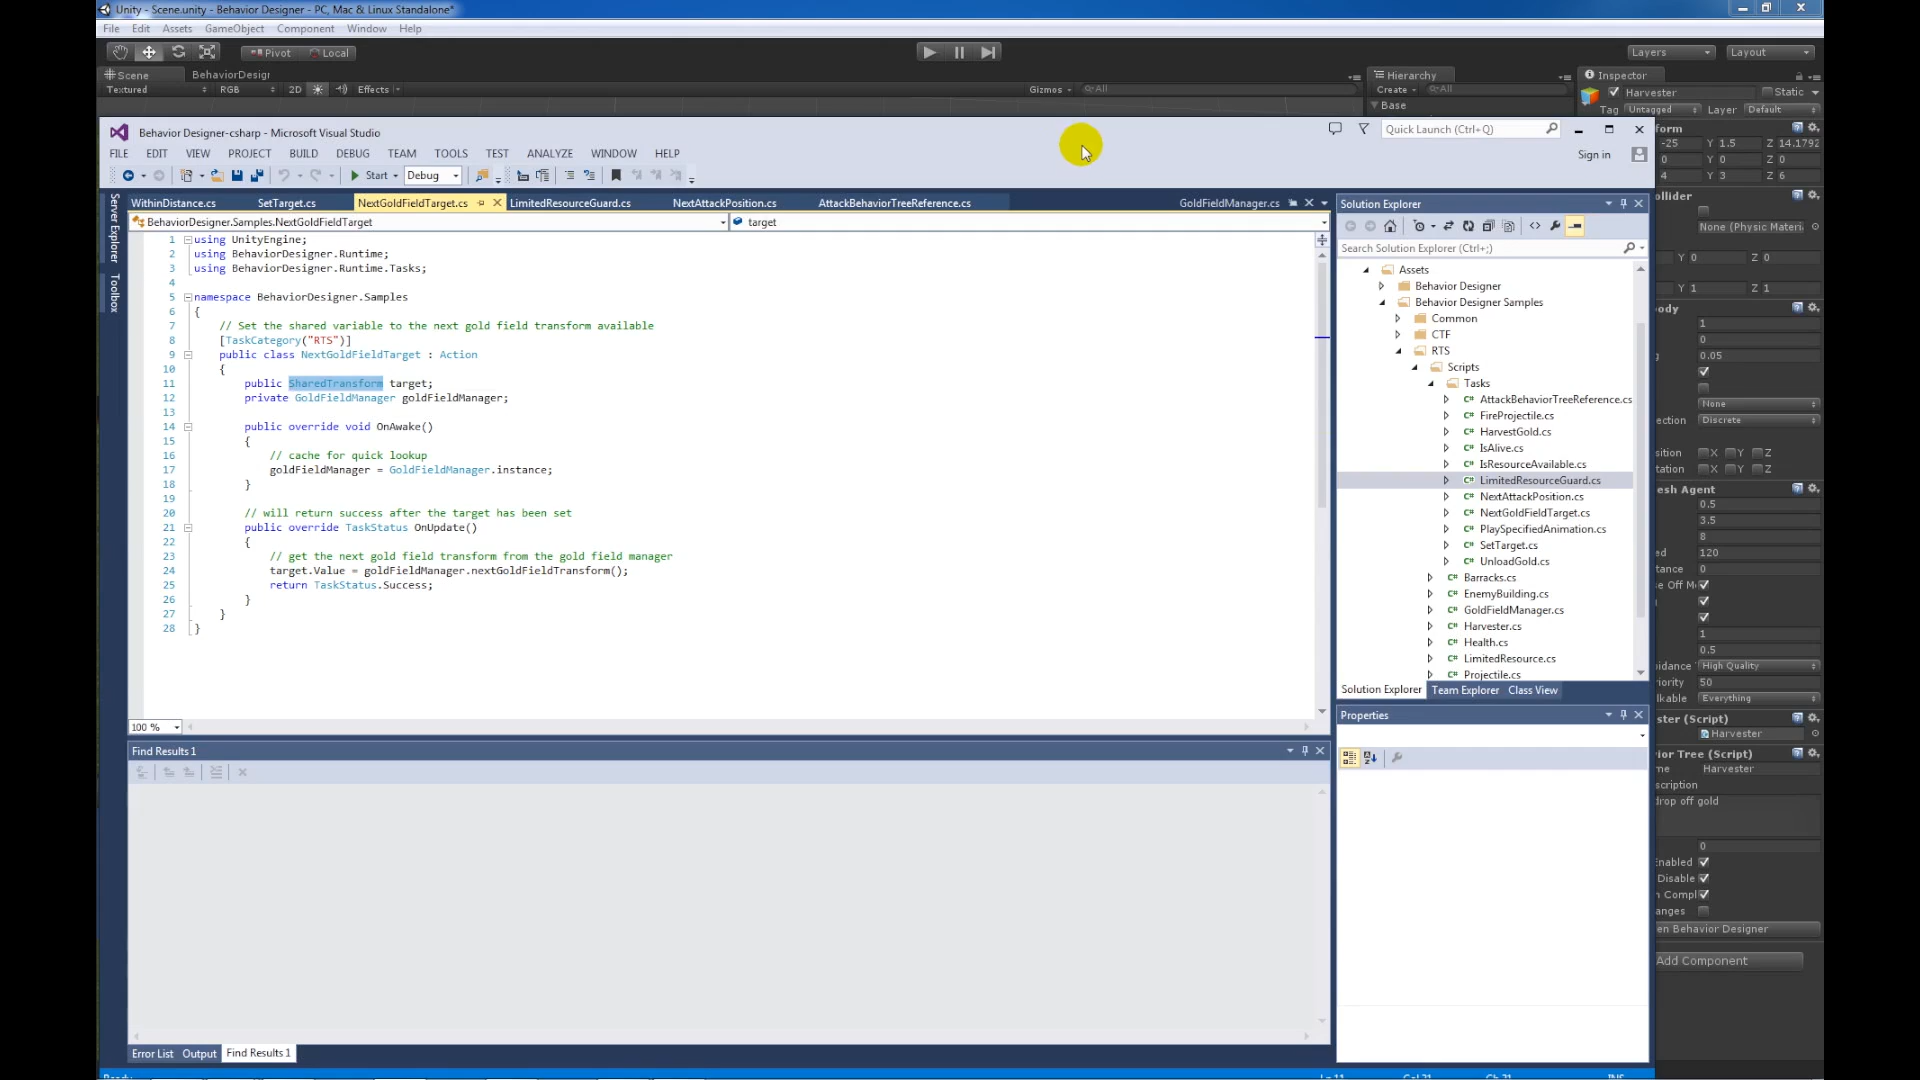 Unity - Scene.unity - Behavior Designer - PC, Mac & Linux Standalone*
File Edit Assets GameObject Component Window Help
Pivot Local Layers Layout
Scene BehaviorDesigr Hierarchy Inspector
Textured RGB 2D Effects Gizmos All Create All Harvester Static
Base Tag Untagged Layer Default
Behavior Designer-csharp - Microsoft Visual Studio
Quick Launch (Ctrl+Q)
FILE EDIT VIEW PROJECT BUILD DEBUG TEAM TOOLS TEST ANALYZE WINDOW HELP
Sign in
Start Debug
Server Explorer
Toolbox
WithinDistance.cs SetTarget.cs NextGoldFieldTarget.cs LimitedResourceGuard.cs NextAttackPosition.cs AttackBehaviorTreeReference.cs GoldFieldManager.cs
BehaviorDesigner.Samples.NextGoldFieldTarget target
1 using UnityEngine;
2 using BehaviorDesigner.Runtime;
3 using BehaviorDesigner.Runtime.Tasks;
4
5 namespace BehaviorDesigner.Samples
6 {
7 // Set the shared variable to the next gold field transform available
8 [TaskCategory("RTS")]
9 public class NextGoldFieldTarget : Action
10 {
11 public SharedTransform target;
12 private GoldFieldManager goldFieldManager;
13
14 public override void OnAwake()
15 {
16 // cache for quick lookup
17 goldFieldManager = GoldFieldManager.instance;
18 }
19
20 // will return success after the target has been set
21 public override TaskStatus OnUpdate()
22 {
23 // get the next gold field transform from the gold field manager
24 target.Value = goldFieldManager.nextGoldFieldTransform();
25 return TaskStatus.Success;
26 }
27 }
28 }
100 %
Find Results 1
Error List Output Find Results 1
Solution Explorer
Search Solution Explorer (Ctrl+;)
Assets
Behavior Designer
Behavior Designer Samples
Common
CTF
RTS
Scripts
Tasks
AttackBehaviorTreeReference.cs
FireProjectile.cs
HarvestGold.cs
IsAlive.cs
IsResourceAvailable.cs
LimitedResourceGuard.cs
NextAttackPosition.cs
NextGoldFieldTarget.cs
PlaySpecifiedAnimation.cs
SetTarget.cs
UnloadGold.cs
Barracks.cs
EnemyBuilding.cs
GoldFieldManager.cs
Harvester.cs
Health.cs
LimitedResource.cs
Projectile.cs
Solution Explorer Team Explorer Class View
Properties
form
-25 Y 1.5 Z 14.1792
0 Y 0 Z 0
4 Y 3 Z 6
ollider
None (Physic Materi
Y 0 Z 0
Y 1 Z 1
ody
1
0
g 0.05
None
ection Discrete
sition X Y Z
tation X Y Z
esh Agent
0.5
3.5
8
ed 120
tance 0
e Off M
1
0.5
oidance High Quality
iority 50
lkable Everything
ster (Script)
Harvester
vior Tree (Script)
me Harvester
scription
drop off gold
0
Enabled
Disable
n Compl
anges
en Behavior Designer
Add Component